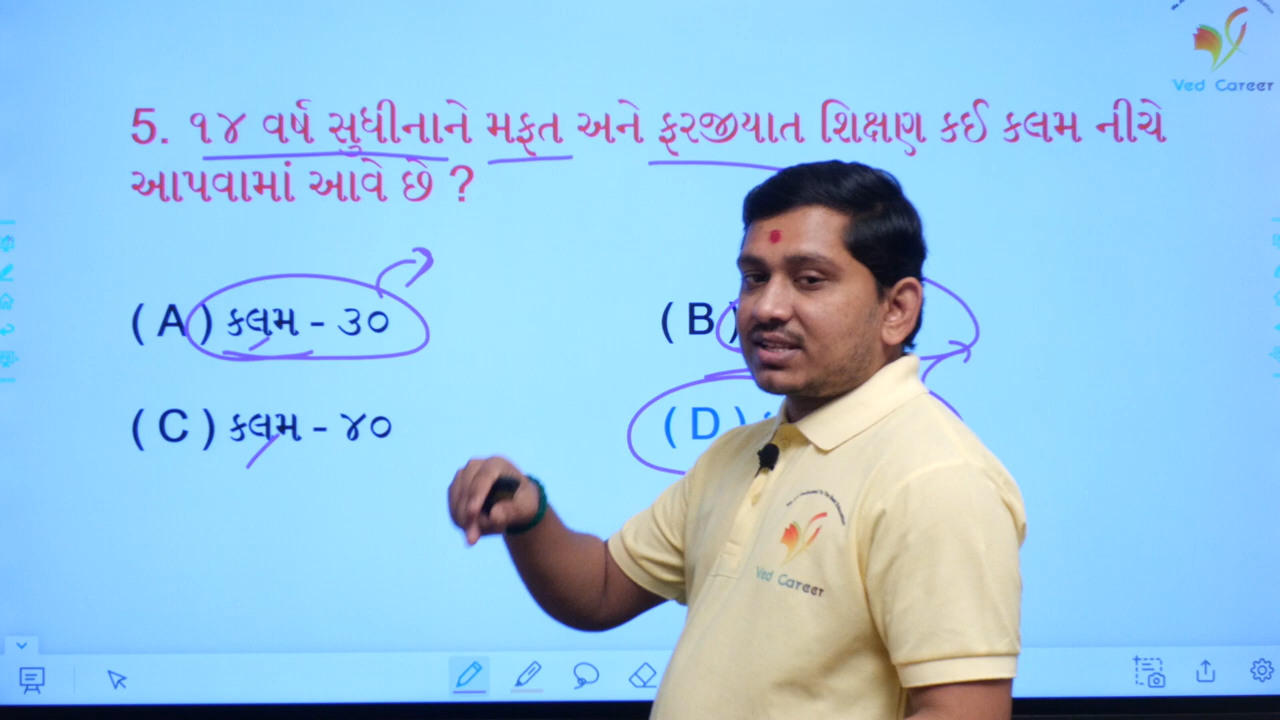 Ved Career
5. ૧૪ વર્ષ સુધીનાને મફત અને ફરજીયાત શિક્ષણ કઈ કલમ નીચે
આપવામાં આવે છે ?
( A ) કલમ - ૩૦
( B )
( C ) કલમ - ૪૦
( D )
Ved Career